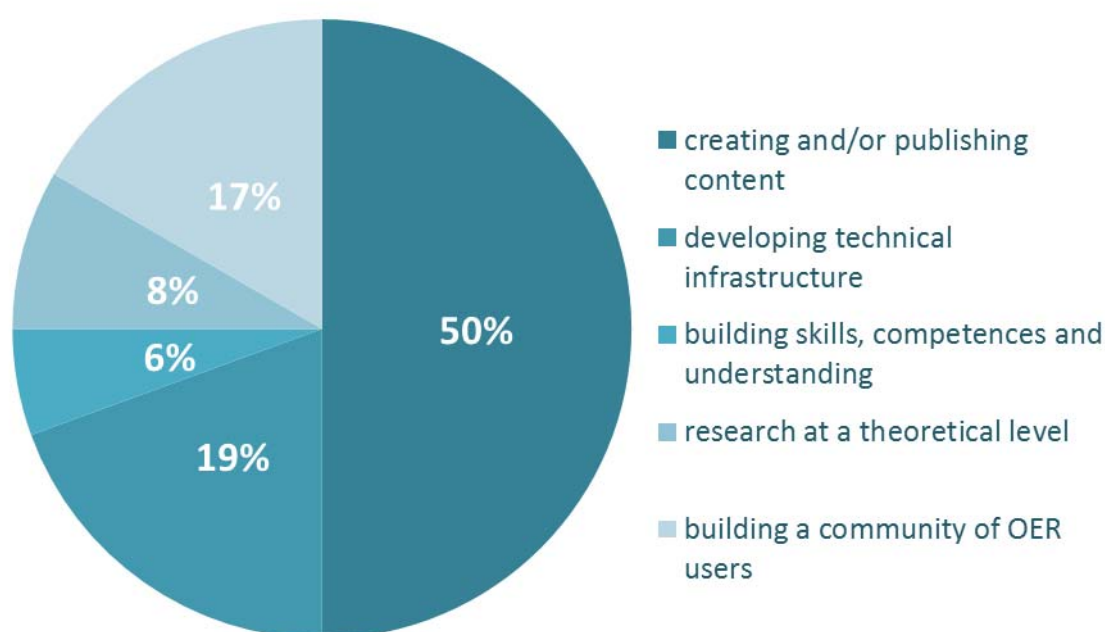 17%
8%
50%
6%
19%
creating and/or publishing
content
developing technical
infrastructure
building skills, competences and
understanding
research at a theoretical level
building a community of OER
users